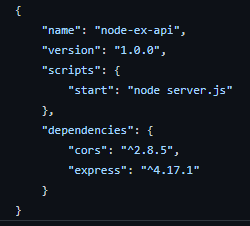 {
    "name": "node-ex-api",
    "version": "1.0.0",
    "scripts": {
        "start": "node server.js"
    },
    "dependencies": {
        "cors": "^2.8.5",
        "express": "^4.17.1"
    }
}